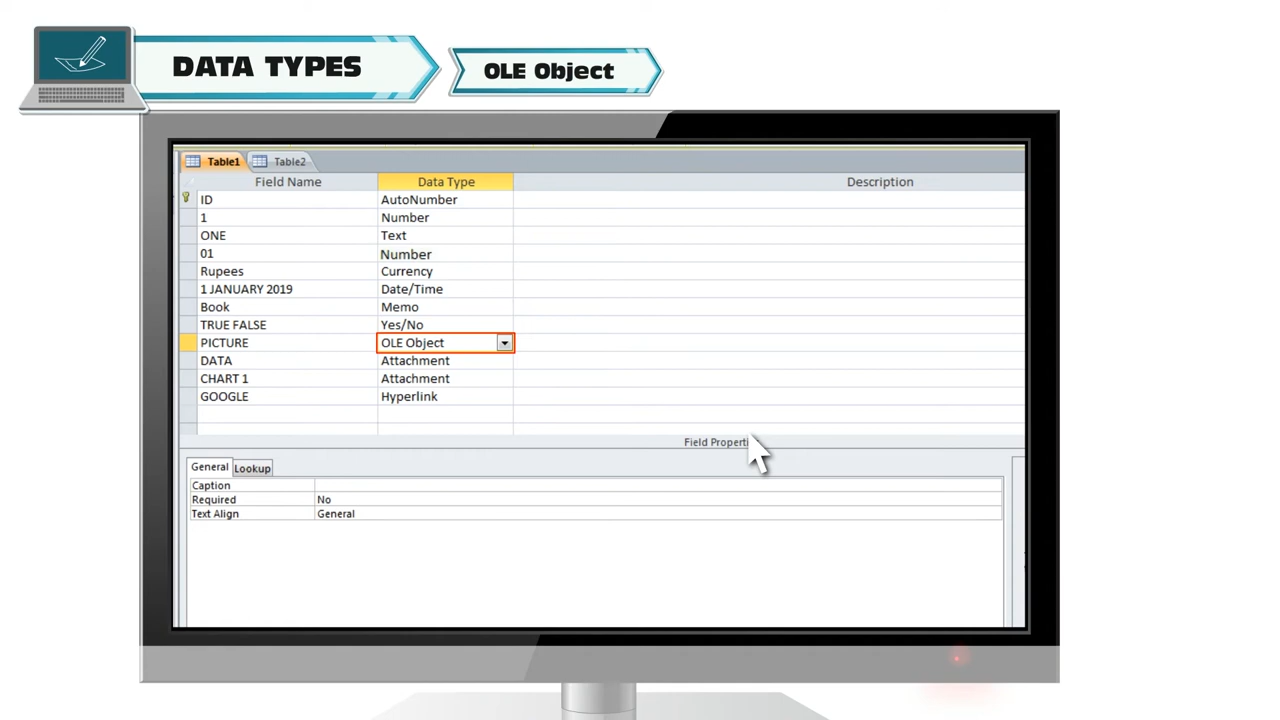 DATA TYPES
OLE Object
Table1 Table2
Field Name Data Type Description
ID AutoNumber
1 Number
ONE Text
01 Number
Rupees Currency
1 JANUARY 2019 Date/Time
Book Memo
TRUE FALSE Yes/No
PICTURE OLE Object
DATA Attachment
CHART 1 Attachment
GOOGLE Hyperlink
Field
General Lookup
Caption
Required No
Text Align General